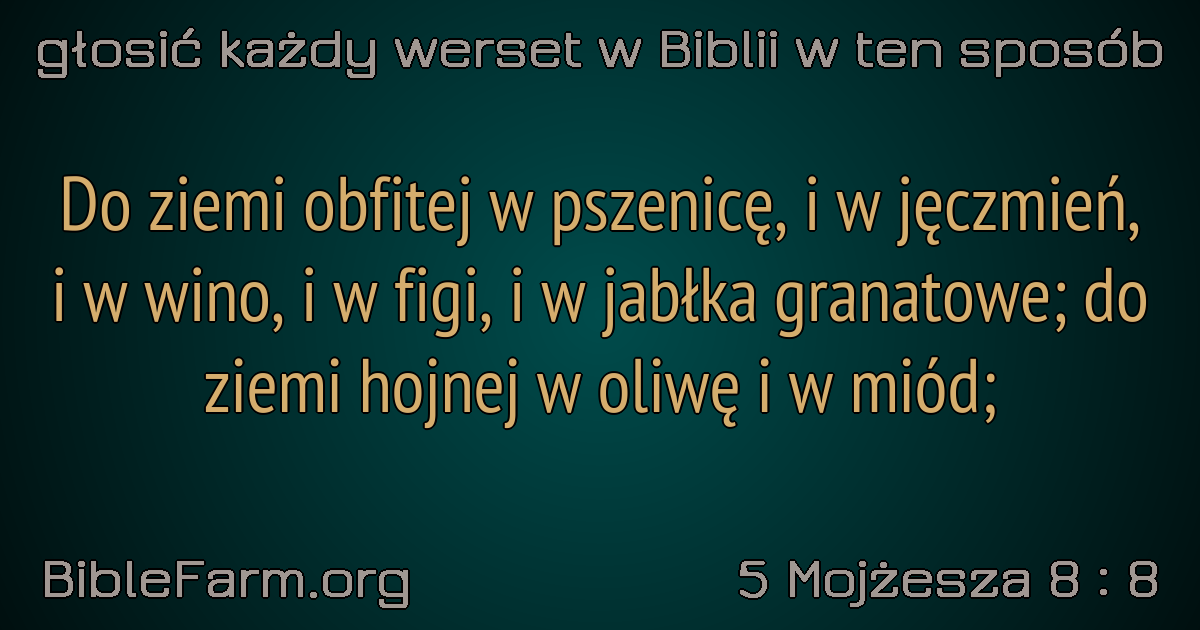 głosić każdy werset w Biblii w ten sposób
Do ziemi obfitej w pszenicę, i w jęczmień,
i w wino, i w figi, i w jabłka granatowe; do
ziemi hojnej w oliwę i w miód;
BibleFarm.org
5 Mojżesza 8 : 8